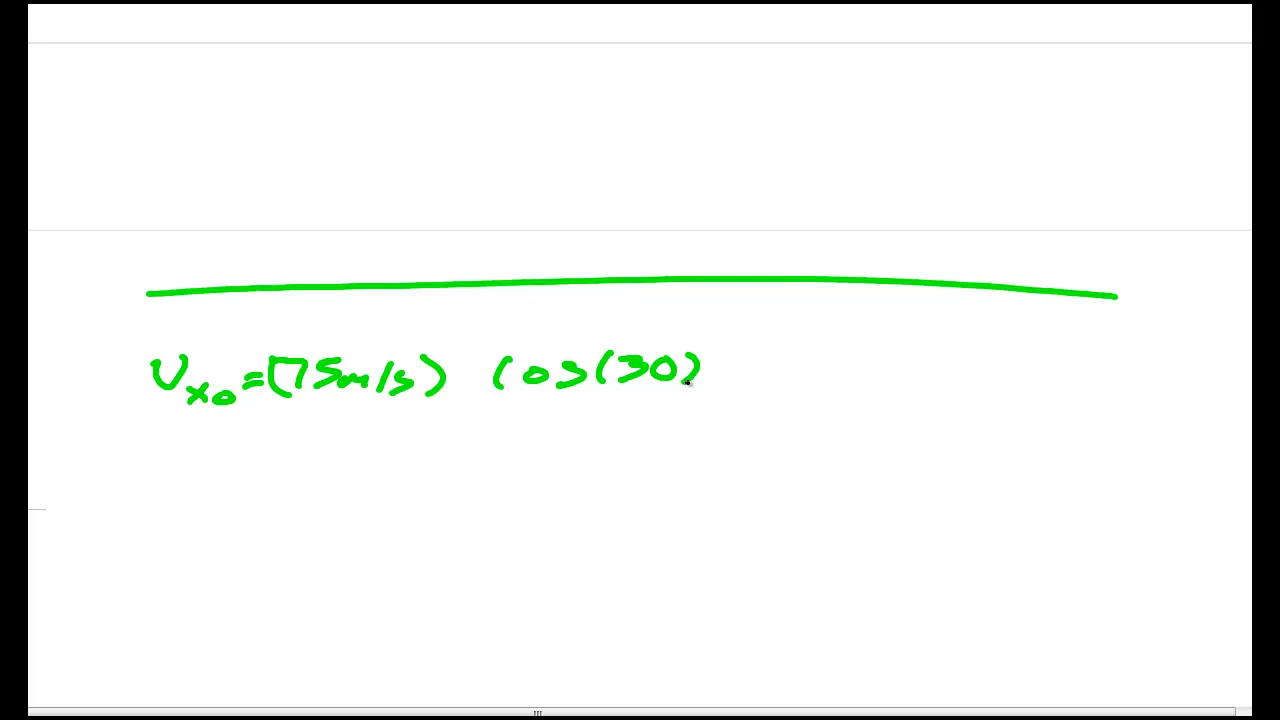 Vx0 = (75m/s) cos(30)